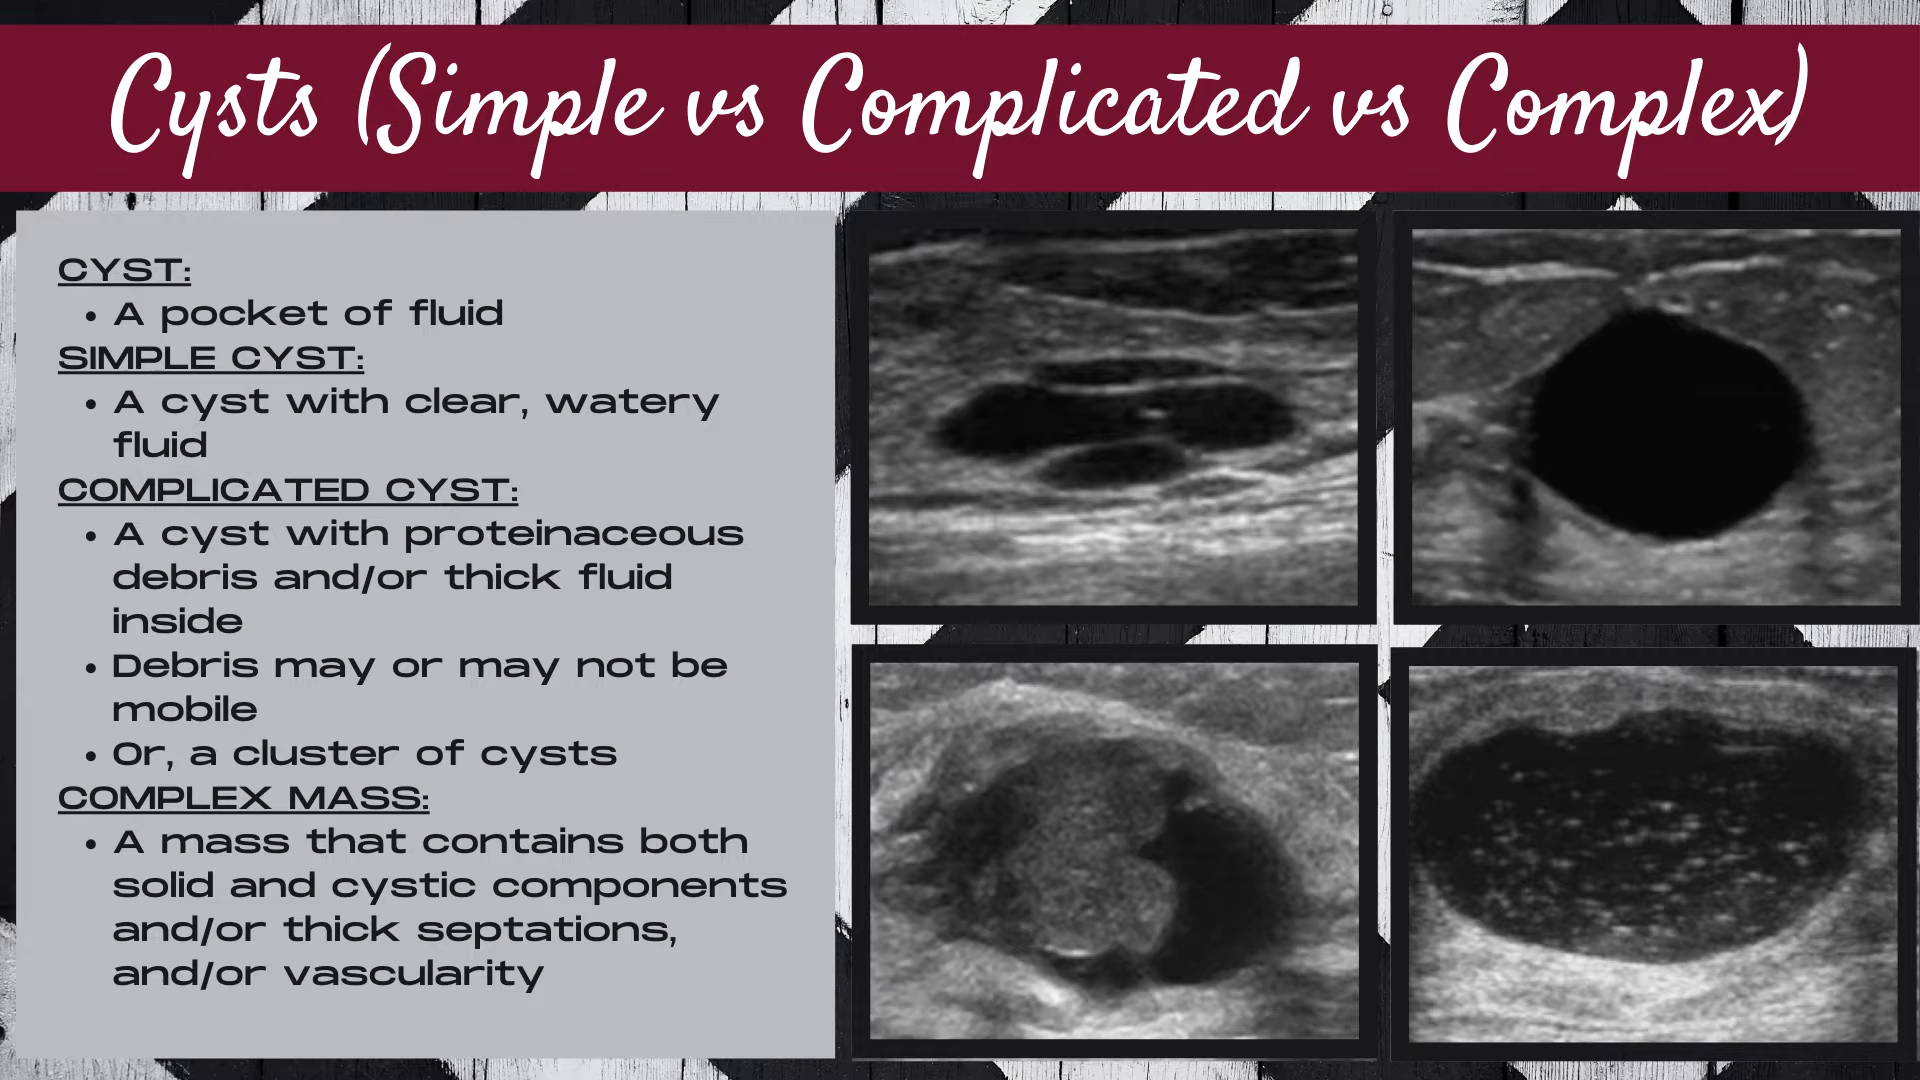 Cysts (Simple vs Complicated vs Complex)
CYST:
• A pocket of fluid
SIMPLE CYST:
• A cyst with clear, watery
fluid
COMPLICATED CYST:
• A cyst with proteinaceous
debris and/or thick fluid
inside
• Debris may or may not be
mobile
• Or, a cluster of cysts
COMPLEX MASS:
• A mass that contains both
solid and cystic components
and/or thick septations,
and/or vascularity